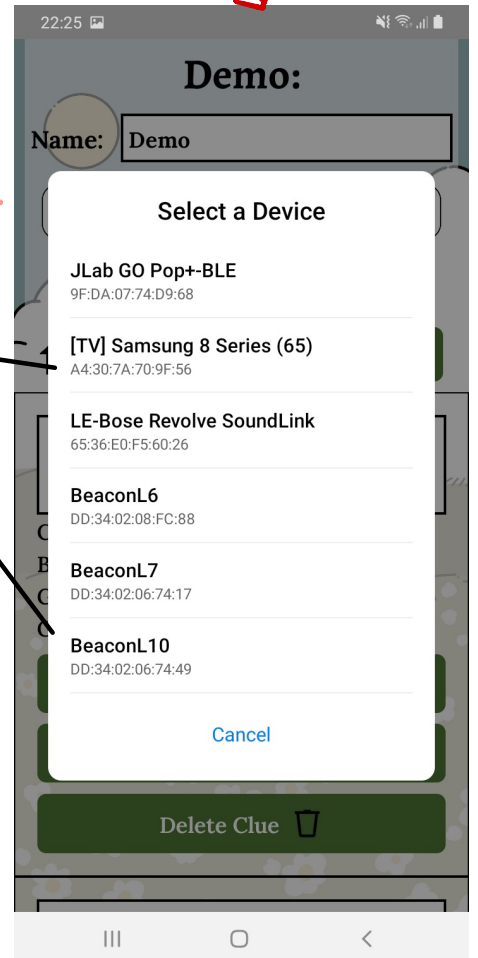 22:25
Demo:
Name: Demo
Select a Device
JLab GO Pop+-BLE
9F:DA:07:74:D9:68
[TV] Samsung 8 Series (65)
A4:30:7A:70:9F:56
LE-Bose Revolve SoundLink
65:36:E0:F5:60:26
BeaconL6
DD:34:02:08:FC:88
BeaconL7
DD:34:02:06:74:17
BeaconL10
DD:34:02:06:74:49
Cancel
Delete Clue